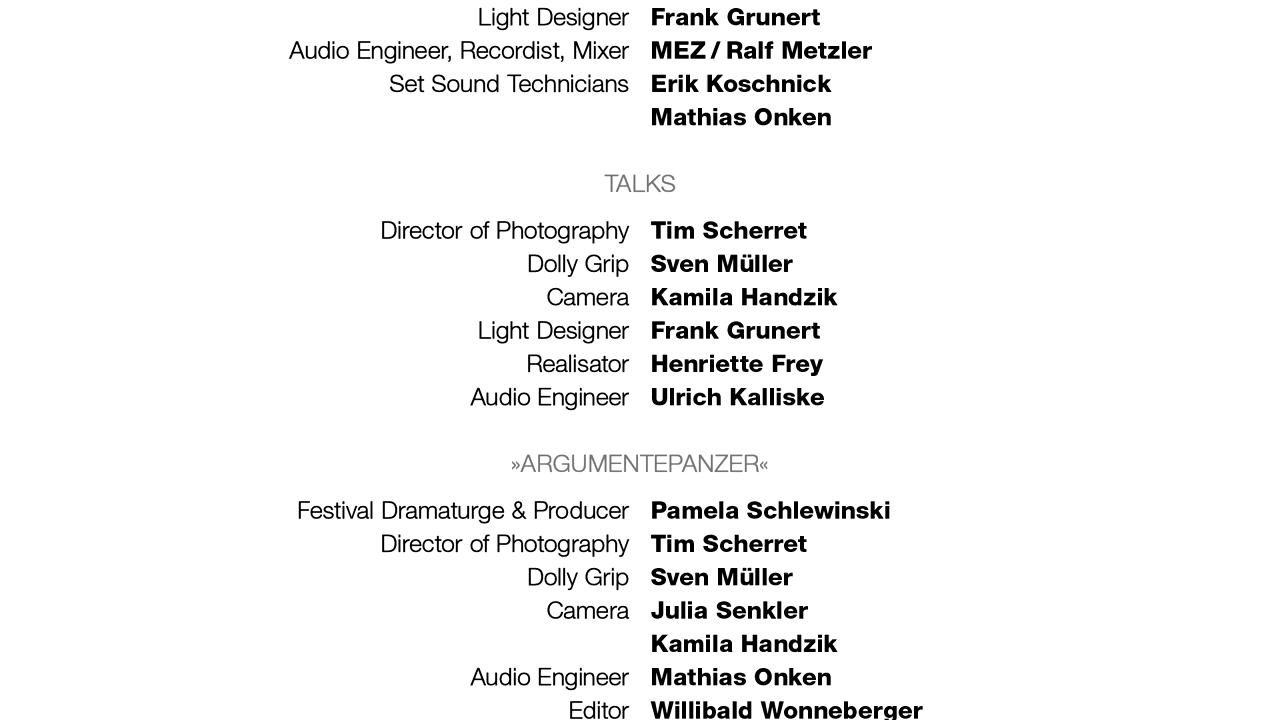 Light Designer Frank Grunert
Audio Engineer, Recordist, Mixer MEZ / Ralf Metzler
Set Sound Technicians Erik Koschnick
Mathias Onken
TALKS
Director of Photography Tim Scherret
Dolly Grip Sven Müller
Camera Kamila Handzik
Light Designer Frank Grunert
Realisator Henriette Frey
Audio Engineer Ulrich Kalliske
»ARGUMENTEPANZER«
Festival Dramaturge & Producer Pamela Schlewinski
Director of Photography Tim Scherret
Dolly Grip Sven Müller
Camera Julia Senkler
Kamila Handzik
Audio Engineer Mathias Onken
Editor Willibald Wonneberger